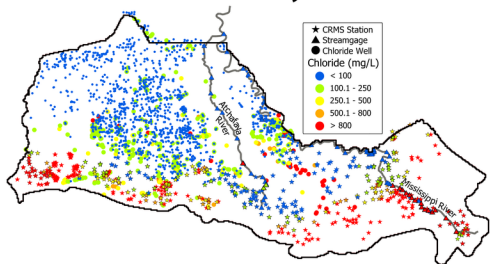 ★ CRMS Station
▲ Streamgage
● Chloride Well
Chloride (mg/L)
< 100
100.1 - 250
250.1 - 500
500.1 - 800
> 800
Atchafalaya
River
Mississippi River